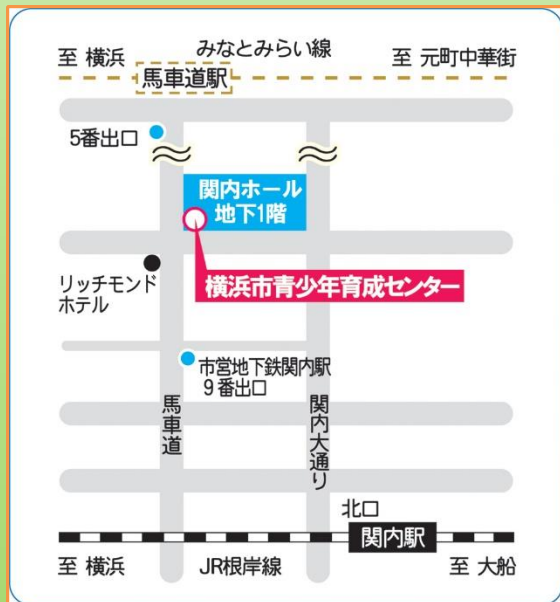 みなとみらい線
至 横浜
至 元町中華街
馬車道駅
5番出口
関内ホール
地下1階
横浜市青少年育成センター
リッチモンド
ホテル
市営地下鉄関内駅
9番出口
馬車道
関内大通り
北口
関内駅
至 横浜
JR根岸線
至 大船